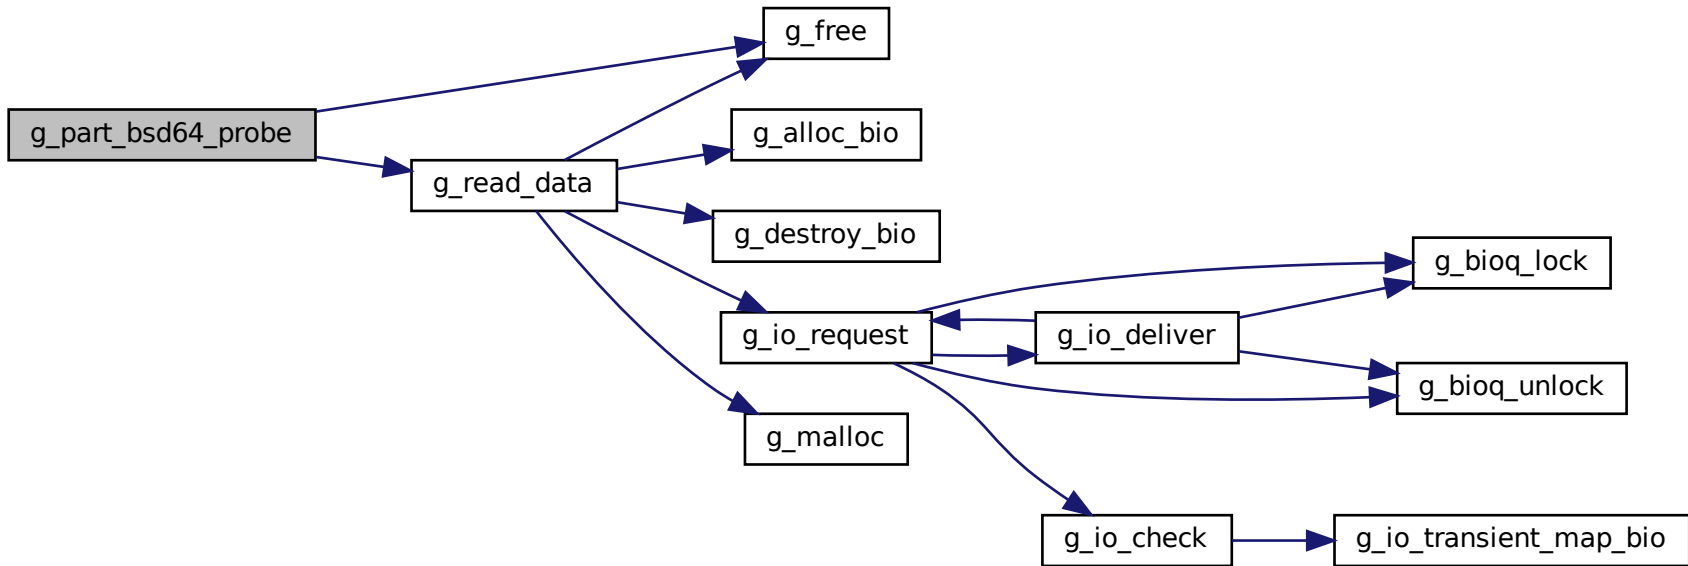 g_free
g_part_bsd64_probe
g_alloc_bio
g_read_data
g_destroy_bio
g_bioq_lock
g_io_request
g_io_deliver
g_bioq_unlock
g_malloc
g_io_check
g_io_transient_map_bio